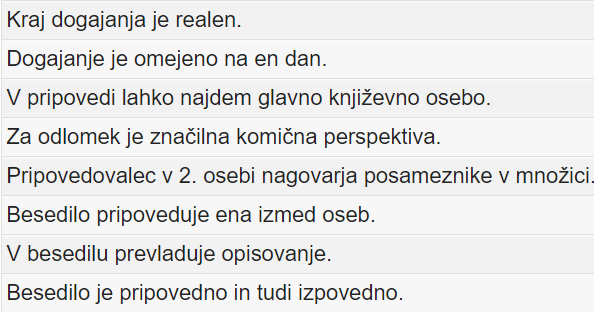 Kraj dogajanja je realen.
Dogajanje je omejeno na en dan.
V pripovedi lahko najdem glavno književno osebo.
Za odlomek je značilna komična perspektiva.
Pripovedovalec v 2. osebi nagovarja posameznike v množici.
Besedilo pripoveduje ena izmed oseb.
V besedilu prevladuje opisovanje.
Besedilo je pripovedno in tudi izpovedno.